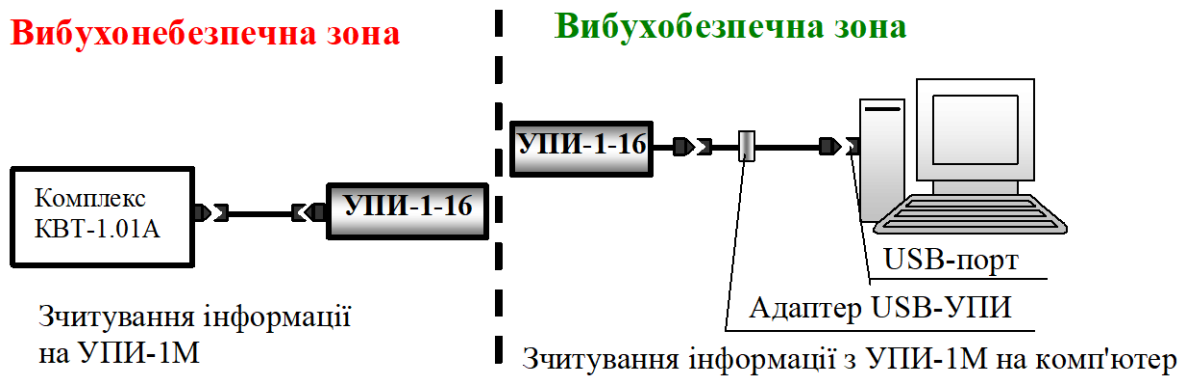 Вибухонебезпечна зона
Комплекс
КВТ-1.01А
УПИ-1-16
Зчитування інформації
на УПИ-1М
Вибухобезпечна зона
УПИ-1-16
USB-порт
Адаптер USB-УПИ
Зчитування інформації з УПИ-1М на комп'ютер